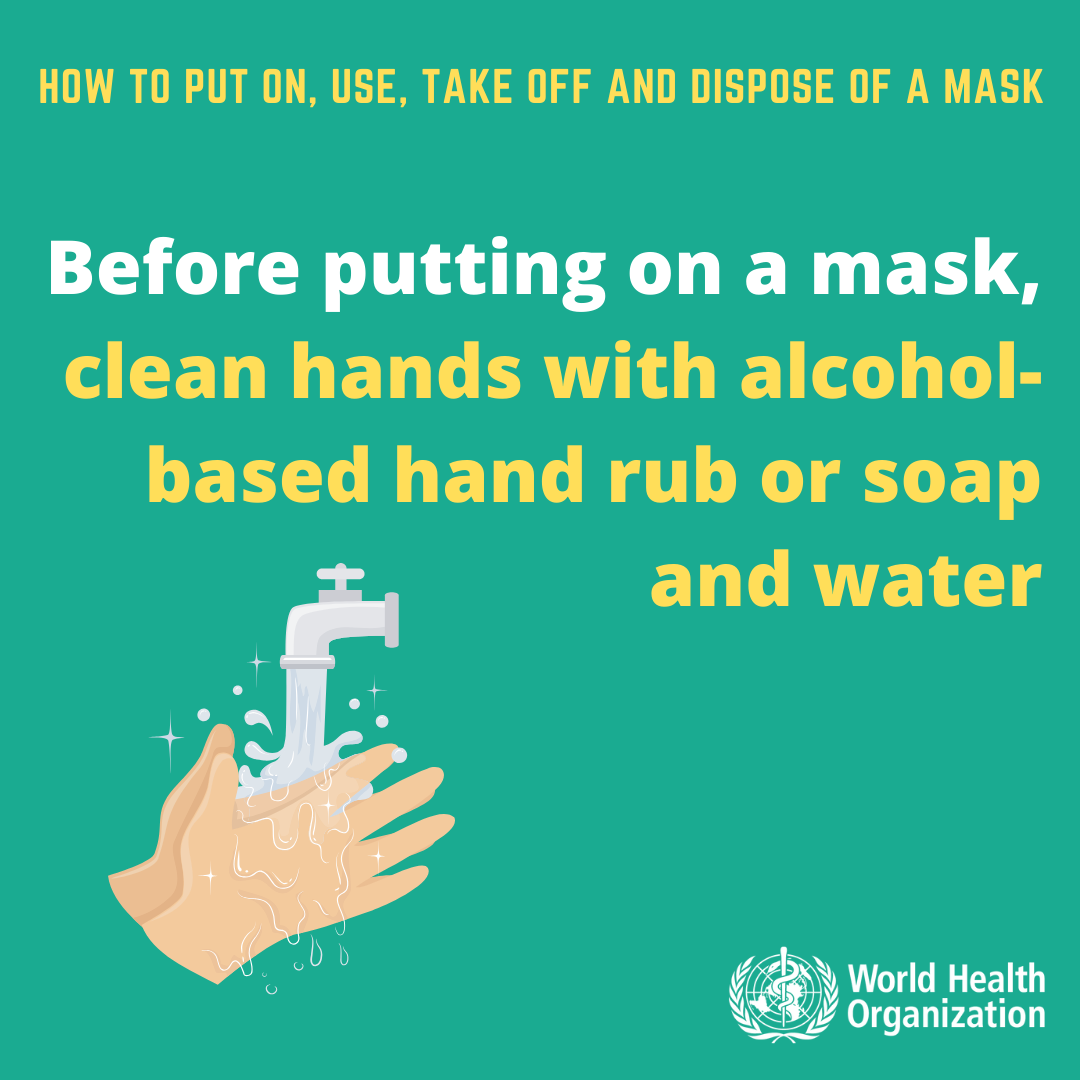 HOW TO PUT ON, USE, TAKE OFF AND DISPOSE OF A MASK
Before putting on a mask,
clean hands with alcohol-
based hand rub or soap
and water
World Health
Organization